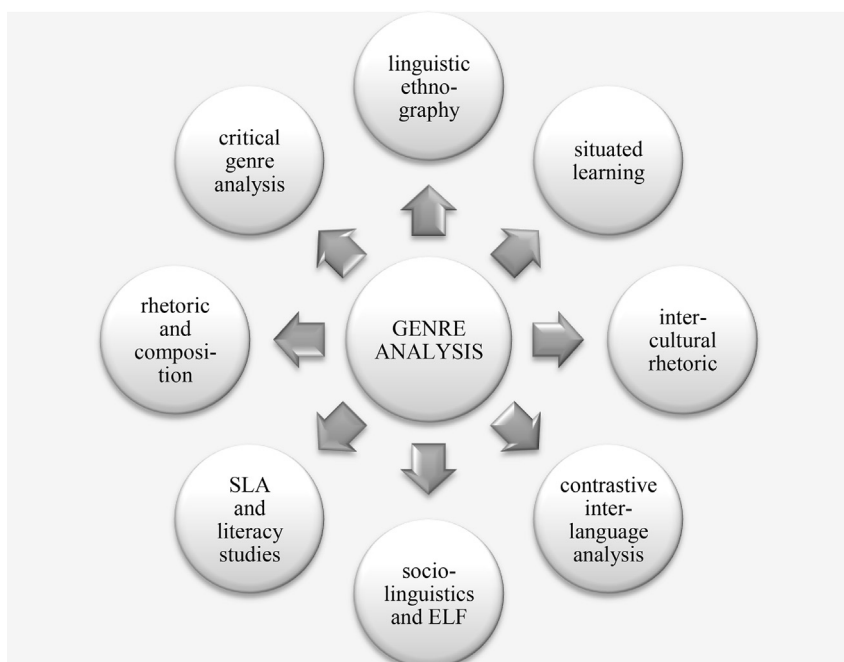 linguistic
ethno-
graphy
situated
learning
inter-
cultural
rhetoric
contrastive
inter-
language
analysis
socio-
linguistics
and ELF
SLA
and
literacy
studies
rhetoric
and
composi-
tion
critical
genre
analysis
GENRE
ANALYSIS